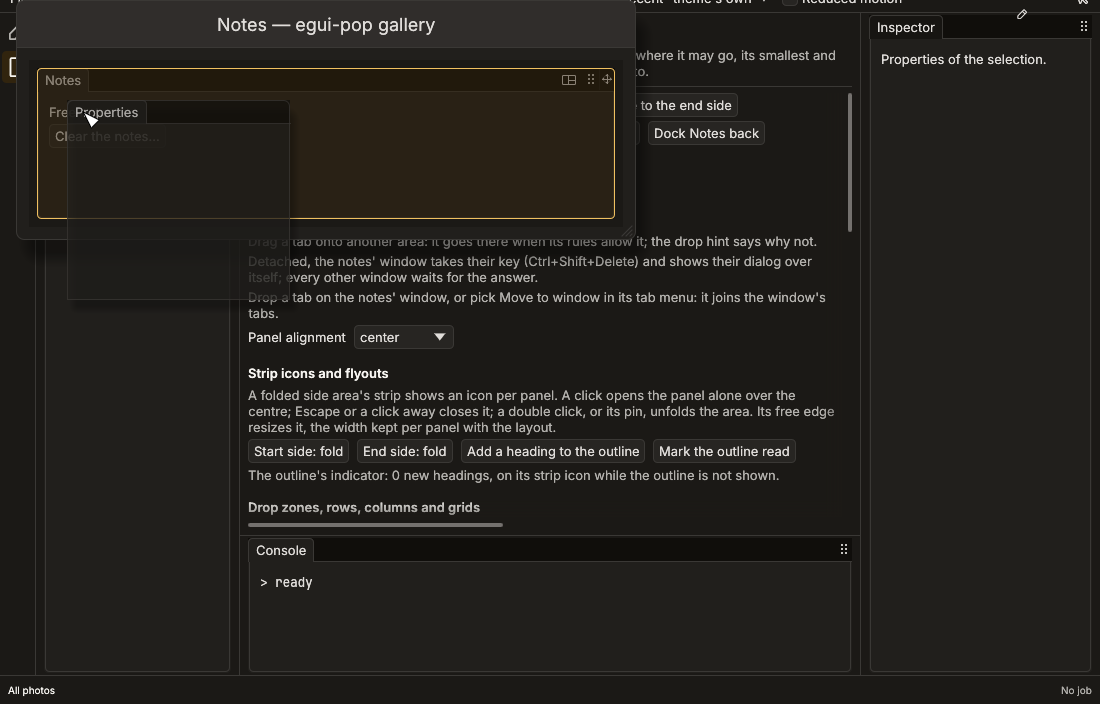 ecent "theme's own"
Reduced motion
Notes — egui-pop gallery
Inspector
Properties of the selection.
where it may go, its smallest and
to.
Notes
Fre
Properties
Clear the notes...
to the end side
Dock Notes back
Drag a tab onto another area: it goes there when its rules allow it; the drop hint says why not.
Detached, the notes' window takes their key (Ctrl+Shift+Delete) and shows their dialog over
itself; every other window waits for the answer.
Drop a tab on the notes' window, or pick Move to window in its tab menu: it joins the window's
tabs.
Panel alignment
center
Strip icons and flyouts
A folded side area's strip shows an icon per panel. A click opens the panel alone over the
centre; Escape or a click away closes it; a double click, or its pin, unfolds the area. Its free edge
resizes it, the width kept per panel with the layout.
Start side: fold
End side: fold
Add a heading to the outline
Mark the outline read
The outline's indicator: 0 new headings, on its strip icon while the outline is not shown.
Drop zones, rows, columns and grids
Console
> ready
All photos
No job